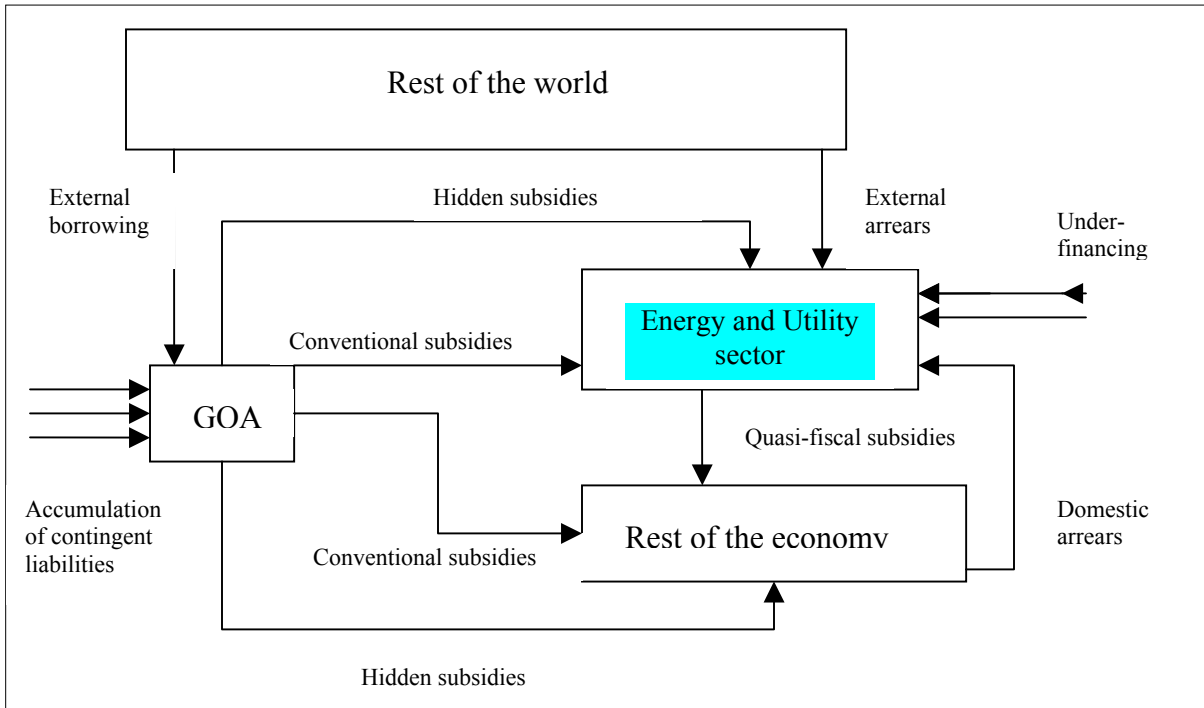 Rest of the world
External
borrowing
Hidden subsidies
External
arrears
Under-
financing
Energy and Utility
sector
Conventional subsidies
GOA
Quasi-fiscal subsidies
Accumulation
of contingent
liabilities
Conventional subsidies
Rest of the economy
Domestic
arrears
Hidden subsidies